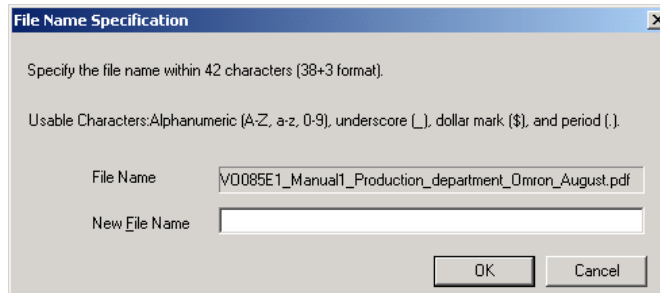 File Name Specification
Specify the file name within 42 characters (38+3 format).
Usable Characters:Alphanumeric (A-Z, a-z, 0-9), underscore (_), dollar mark ($), and period (.).
File Name VO085E1_Manual1_Production_department_Omron_August.pdf
New File Name
OK Cancel